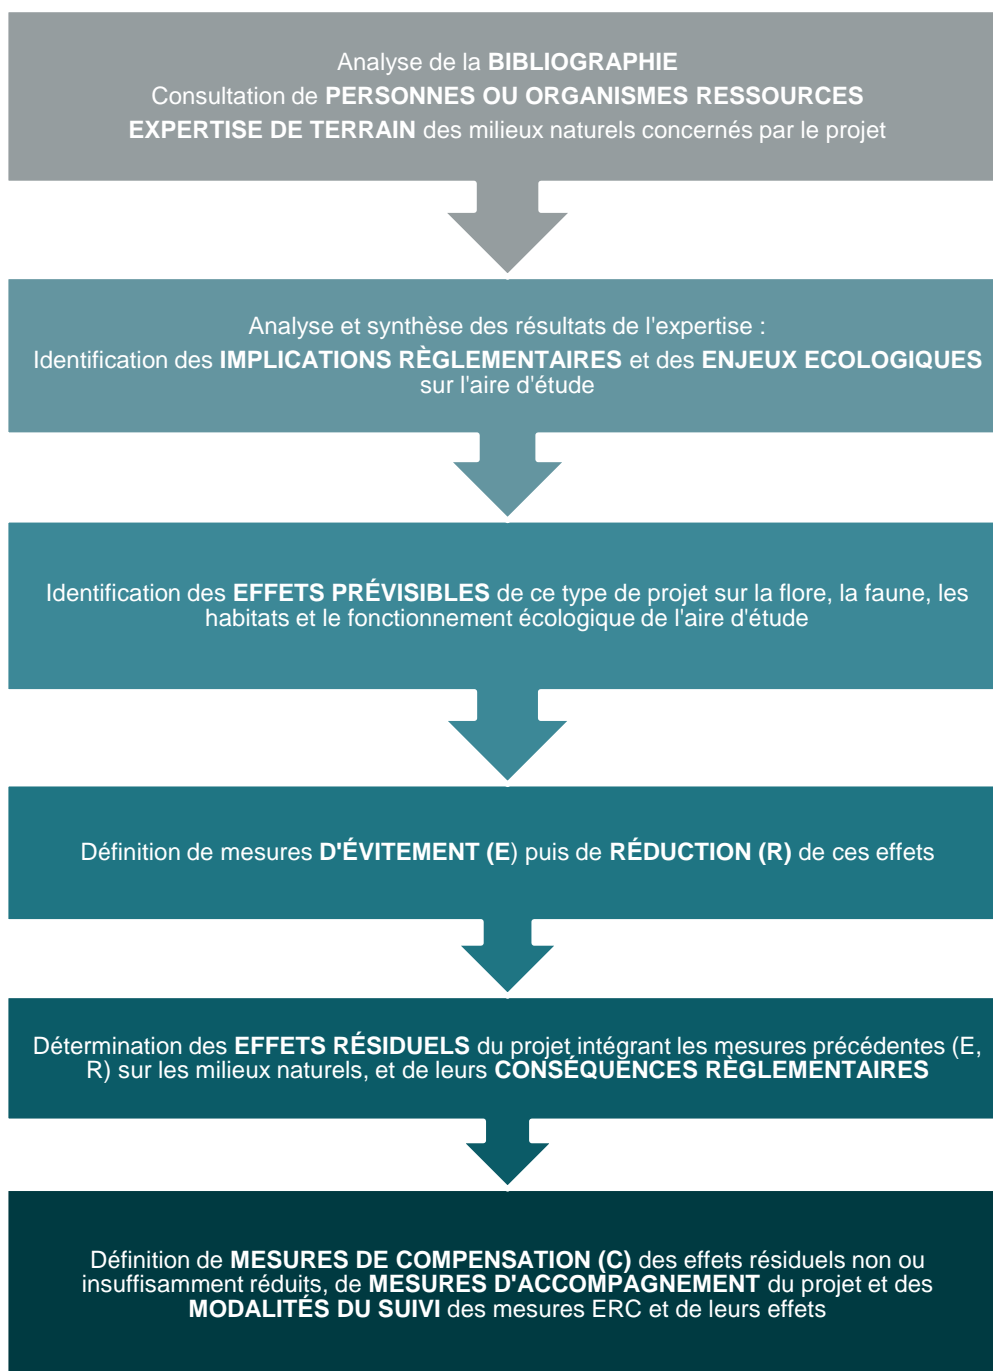 Analyse de la BIBLIOGRAPHIE
Consultation de PERSONNES OU ORGANISMES RESSOURCES
EXPERTISE DE TERRAIN des milieux naturels concernés par le projet
Analyse et synthèse des résultats de l'expertise :
Identification des IMPLICATIONS RÈGLEMENTAIRES et des ENJEUX ECOLOGIQUES
sur l'aire d'étude
Identification des EFFETS PRÉVISIBLES de ce type de projet sur la flore, la faune, les
habitats et le fonctionnement écologique de l'aire d'étude
Définition de mesures D'ÉVITEMENT (E) puis de RÉDUCTION (R) de ces effets
Détermination des EFFETS RÉSIDUELS du projet intégrant les mesures précédentes (E,
R) sur les milieux naturels, et de leurs CONSÉQUENCES RÈGLEMENTAIRES
Définition de MESURES DE COMPENSATION (C) des effets résiduels non ou
insuffisamment réduits, de MESURES D'ACCOMPAGNEMENT du projet et des
MODALITÉS DU SUIVI des mesures ERC et de leurs effets